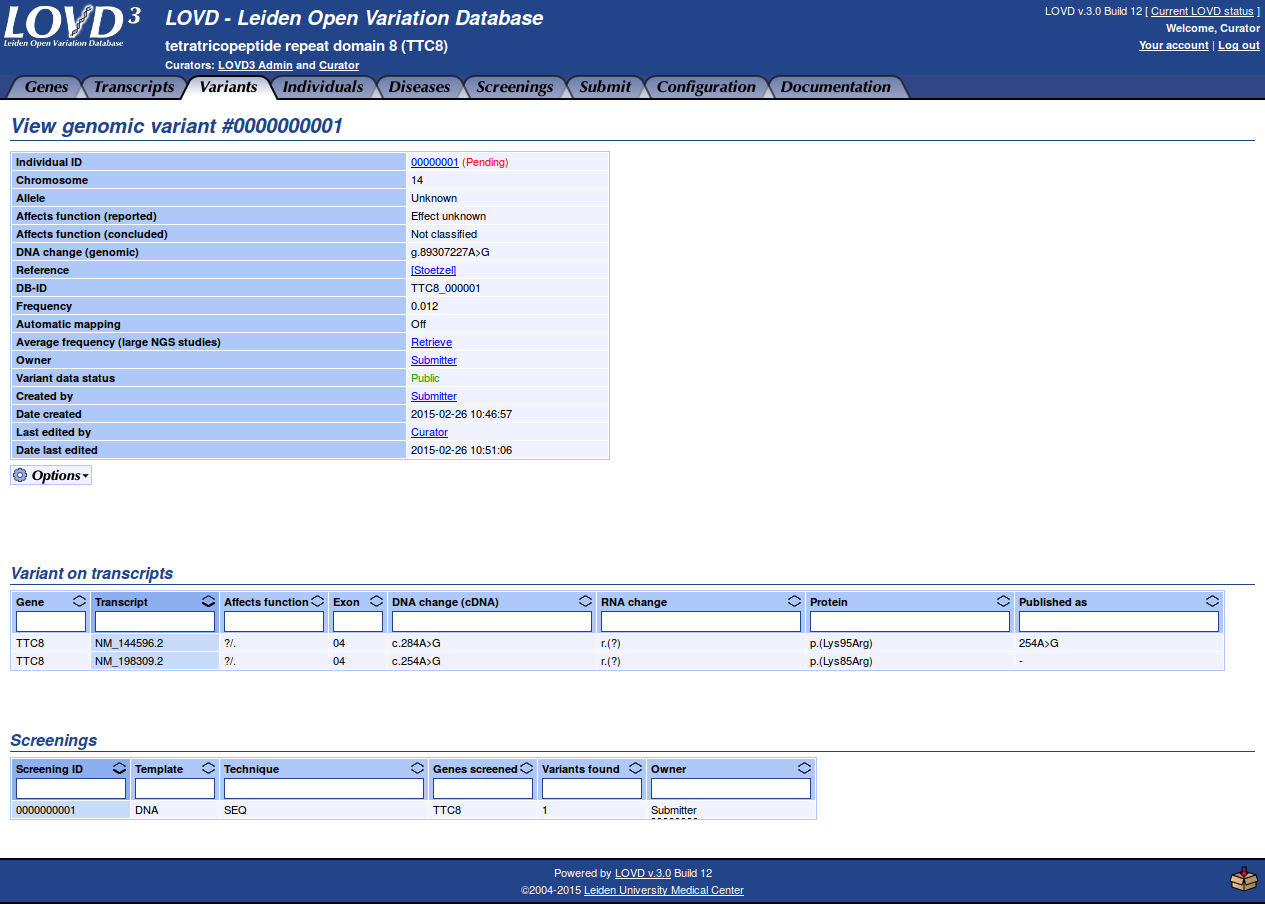 LOVD 3
Leiden Open Variation Database
LOVD - Leiden Open Variation Database
tetratricopeptide repeat domain 8 (TTC8)
Curators: LOVD3 Admin and Curator
LOVD v.3.0 Build 12 [ Current LOVD status ]
Welcome, Curator
Your account | Log out
Genes Transcripts Variants Individuals Diseases Screenings Submit Configuration Documentation
View genomic variant #0000000001
Individual ID 00000001 (Pending)
Chromosome 14
Allele Unknown
Affects function (reported) Effect unknown
Affects function (concluded) Not classified
DNA change (genomic) g.89307227A>G
Reference [Stoetzel]
DB-ID TTC8_000001
Frequency 0.012
Automatic mapping Off
Average frequency (large NGS studies) Retrieve
Owner Submitter
Variant data status Public
Created by Submitter
Date created 2015-02-26 10:46:57
Last edited by Curator
Date last edited 2015-02-26 10:51:06
Options
Variant on transcripts
Gene Transcript Affects function Exon DNA change (cDNA) RNA change Protein Published as
TTC8 NM_144596.2 ?/. 04 c.284A>G r.(?) p.(Lys95Arg) 254A>G
TTC8 NM_198309.2 ?/. 04 c.254A>G r.(?) p.(Lys85Arg) -
Screenings
Screening ID Template Technique Genes screened Variants found Owner
0000000001 DNA SEQ TTC8 1 Submitter
Powered by LOVD v.3.0 Build 12
©2004-2015 Leiden University Medical Center